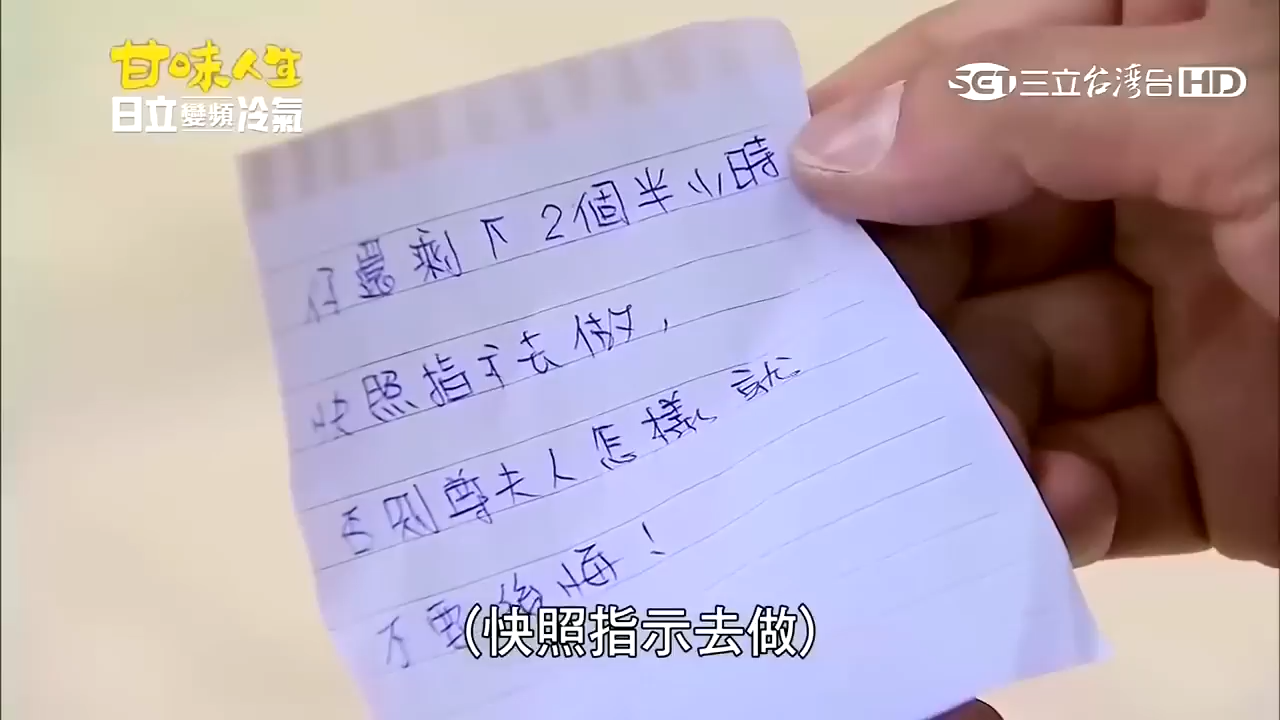 甘味人生
日立變頻冷氣
SET三立台灣台HD
你還剩下2個半小時
快照指示去做,
否則尊夫人怎樣就
不要後悔!
(快照指示去做)